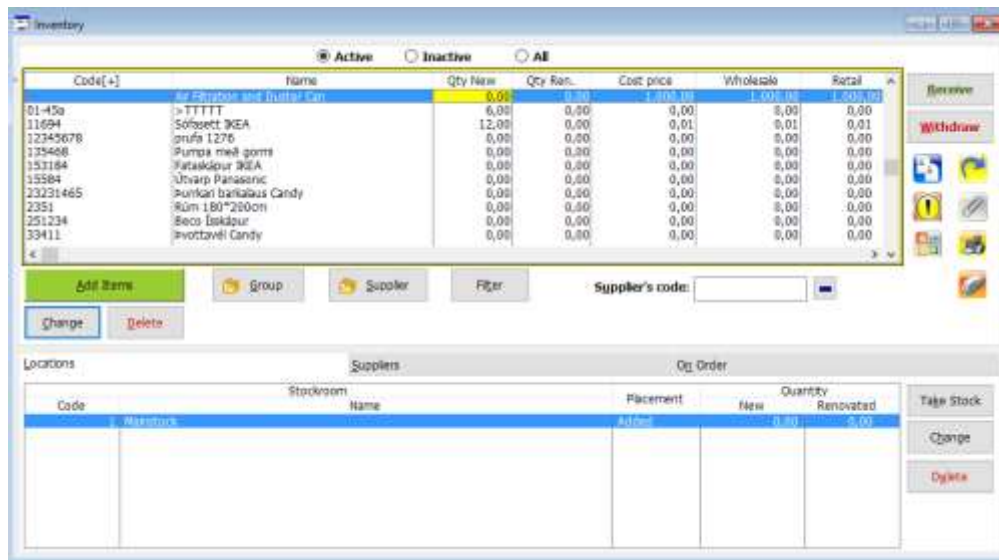 Inventory
Active Inactive All
Code[+] Name Qty New Qty Ren. Cost price Wholesale Retail
Air Filtration and Duster Can 0,00 0,00 1.000,00 1.000,00 1.000,00
01-45a >TTTTT 6,00 0,00 0,00 0,00 0,00
11694 Sófasett IKEA 12,00 0,00 0,01 0,01 0,01
12345678 prufa 1276 0,00 0,00 0,00 0,00 0,00
135468 Pumpa með gormi 0,00 0,00 0,00 0,00 0,00
153184 Fataskápur IKEA 0,00 0,00 0,00 0,00 0,00
15584 Útvarp Panasonic 0,00 0,00 0,00 0,00 0,00
23231465 Þurrkari barkalaus Candy 0,00 0,00 0,00 0,00 0,00
2351 Rúm 180*200cm 0,00 0,00 0,00 0,00 0,00
251234 Beco Ísskápur 0,00 0,00 0,00 0,00 0,00
33411 Þvottavél Candy 0,00 0,00 0,00 0,00 0,00
Receive
Withdraw
Add Items Group Supplier Filter Supplier's code:
Change Delete
Locations Suppliers On Order
Stockroom Placement Quantity
Code Name New Renovated
1 Mainstock Added 0,00 0,00
Take Stock
Change
Delete